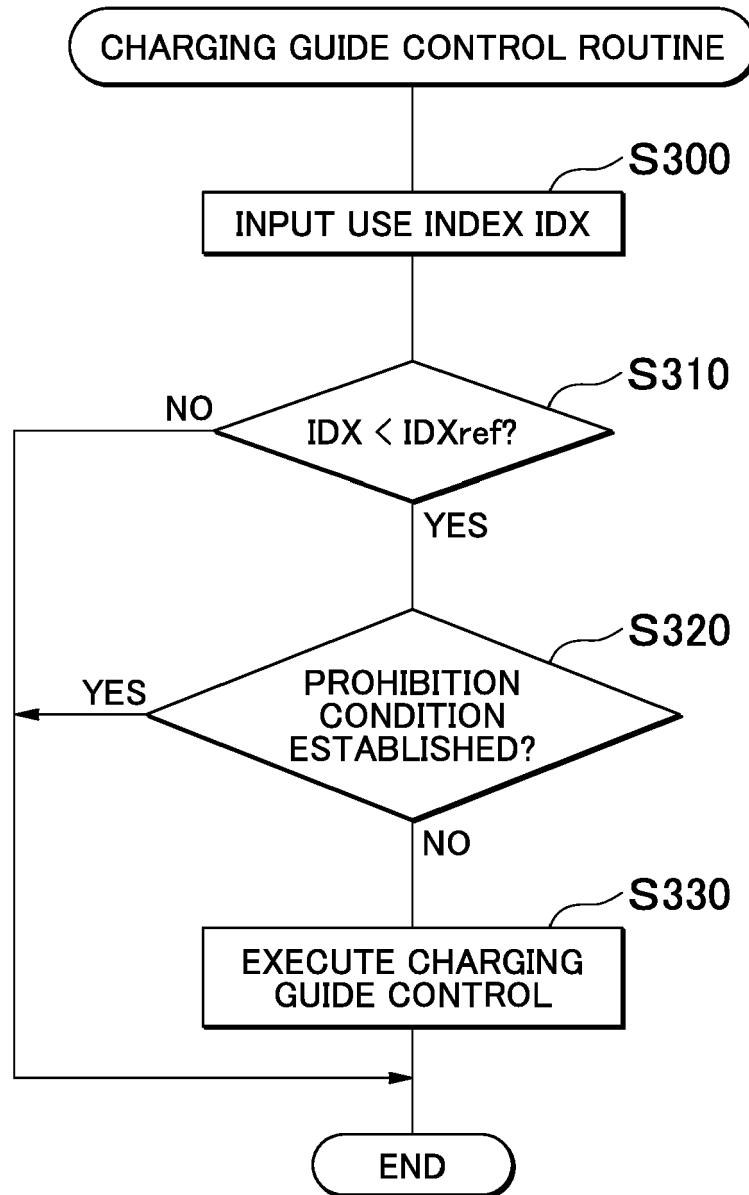 CHARGING GUIDE CONTROL ROUTINE
S300
INPUT USE INDEX IDX
S310
NO
IDX < IDXref?
YES
S320
YES
PROHIBITION
CONDITION
ESTABLISHED?
NO
S330
EXECUTE CHARGING
GUIDE CONTROL
END